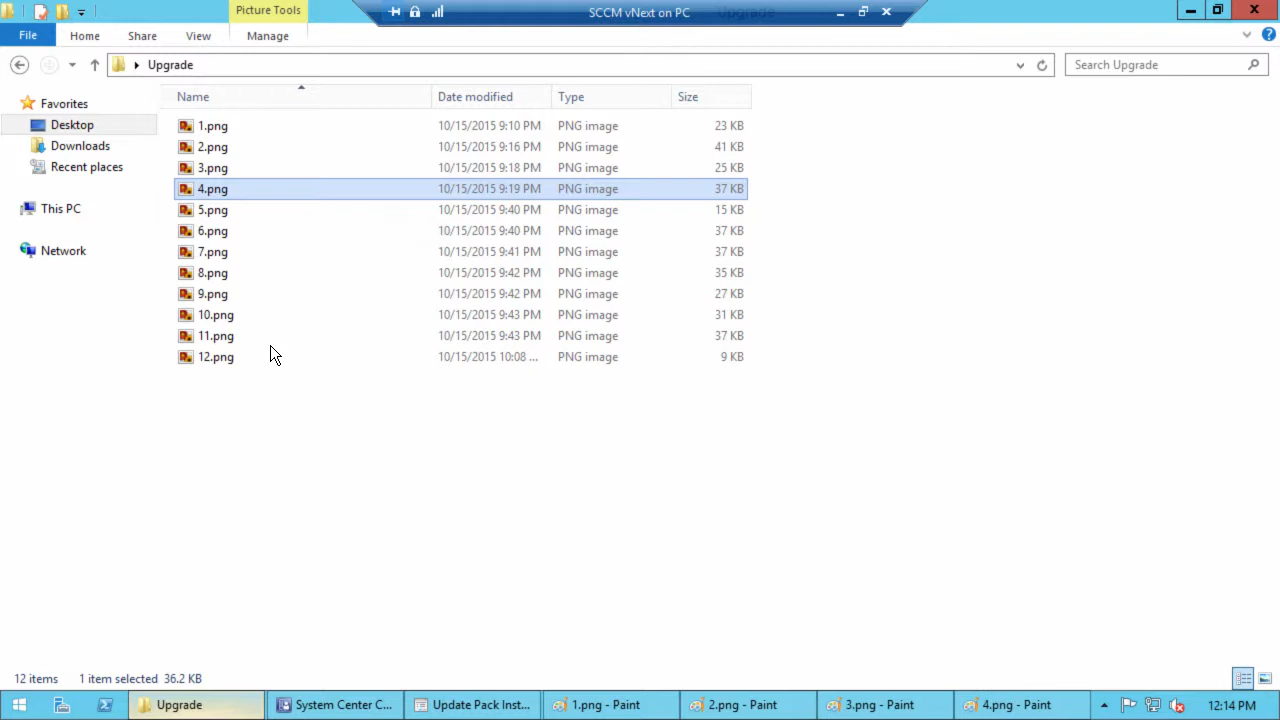 Picture Tools
SCCM vNext on PC
Upgrade
File Home Share View Manage
Upgrade
Search Upgrade
Name Date modified Type Size
Favorites
Desktop
Downloads
Recent places
This PC
Network
1.png 10/15/2015 9:10 PM PNG image 23 KB
2.png 10/15/2015 9:16 PM PNG image 41 KB
3.png 10/15/2015 9:18 PM PNG image 25 KB
4.png 10/15/2015 9:19 PM PNG image 37 KB
5.png 10/15/2015 9:40 PM PNG image 15 KB
6.png 10/15/2015 9:40 PM PNG image 37 KB
7.png 10/15/2015 9:41 PM PNG image 37 KB
8.png 10/15/2015 9:42 PM PNG image 35 KB
9.png 10/15/2015 9:42 PM PNG image 27 KB
10.png 10/15/2015 9:43 PM PNG image 31 KB
11.png 10/15/2015 9:43 PM PNG image 37 KB
12.png 10/15/2015 10:08 ... PNG image 9 KB
12 items 1 item selected 36.2 KB
Upgrade System Center C... Update Pack Inst... 1.png - Paint 2.png - Paint 3.png - Paint 4.png - Paint 12:14 PM